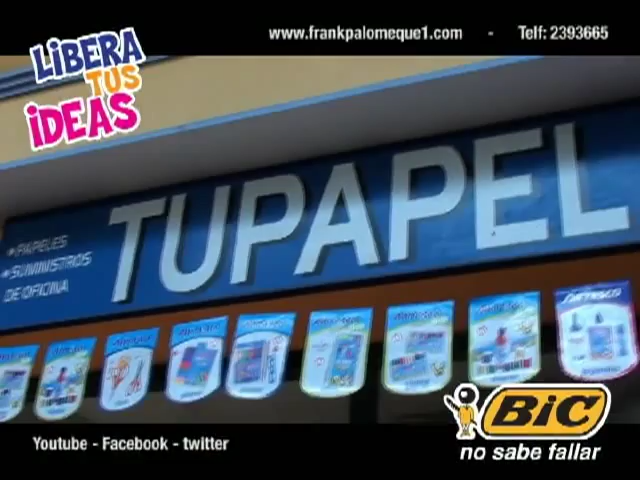 www.frankpalomeque1.com - Telf: 2393665
LiBERA
TUS
iDEAS
TUPAPEL
•PAPELES
•SUMINISTROS
DE OFICINA
BiC
no sabe fallar
Youtube - Facebook - twitter